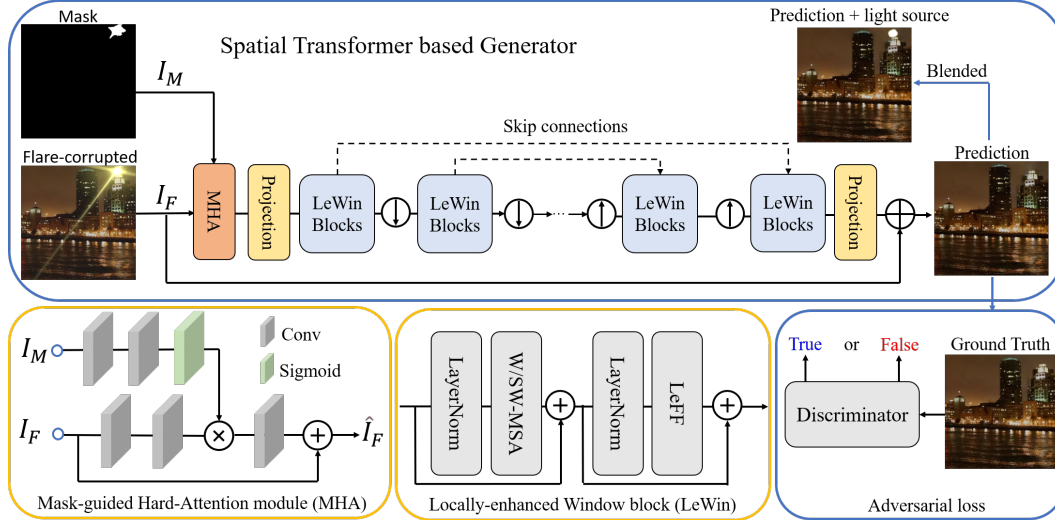 Mask
Spatial Transformer based Generator
Prediction + light source
I_M
Blended
Skip connections
Flare-corrupted
Prediction
I_F
MHA
Projection
LeWin
Blocks
LeWin
Blocks
...
LeWin
Blocks
LeWin
Blocks
Projection
I_M
Conv
Sigmoid
I_F
Î_F
Mask-guided Hard-Attention module (MHA)
LayerNorm
W/SW-MSA
LayerNorm
LeFF
Locally-enhanced Window block (LeWin)
True or False
Ground Truth
Discriminator
Adversarial loss